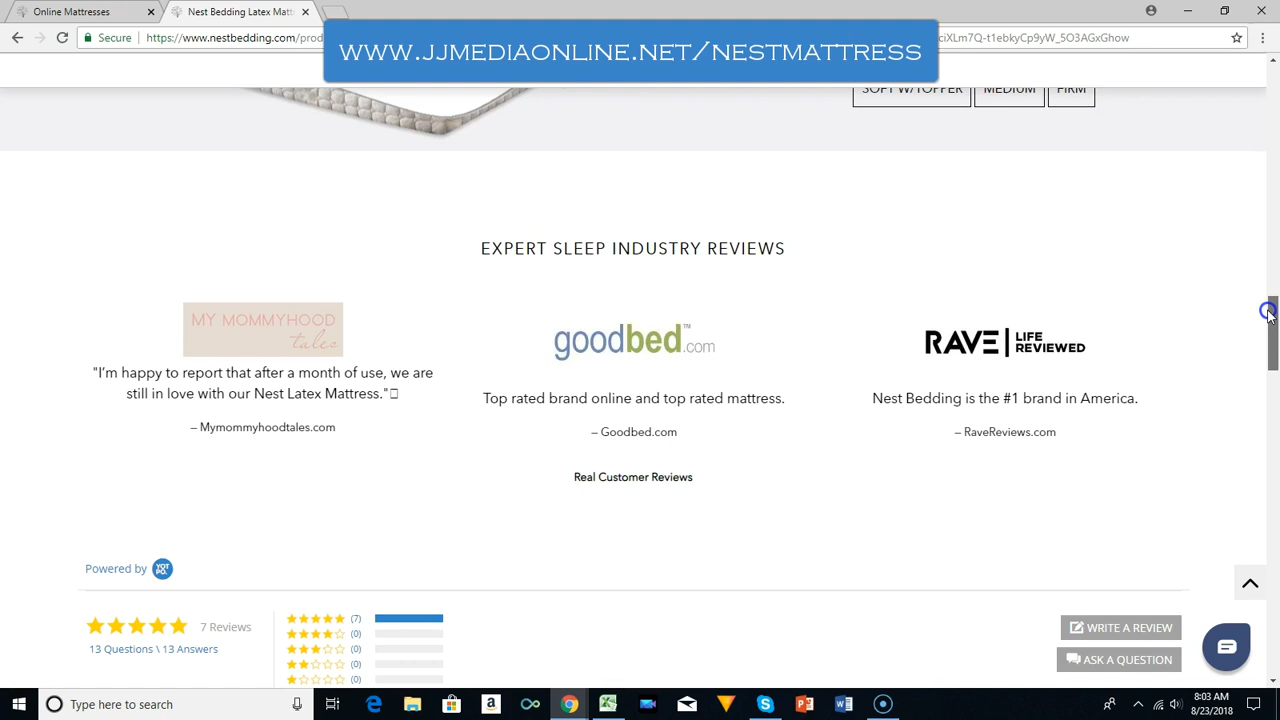 Online Mattresses
Nest Bedding Latex Matt
Secure
https://www.nestbedding.com/prod
ciXLm7Q-t1ebkyCp9yW_5O3AGxGhow
WWW.JJMEDIAONLINE.NET/NESTMATTRESS
SOFT W/TOPPER MEDIUM FIRM
EXPERT SLEEP INDUSTRY REVIEWS
MY MOMMYHOOD
tales
"I'm happy to report that after a month of use, we are
still in love with our Nest Latex Mattress."
– Mymommyhoodtales.com
goodbed.com™
Top rated brand online and top rated mattress.
– Goodbed.com
RAVE | LIFE
REVIEWED
Nest Bedding is the #1 brand in America.
– RaveReviews.com
Real Customer Reviews
Powered by YOTPO.
7 Reviews
13 Questions \ 13 Answers
(7)
(0)
(0)
(0)
(0)
WRITE A REVIEW
ASK A QUESTION
Type here to search
8:03 AM
8/23/2018